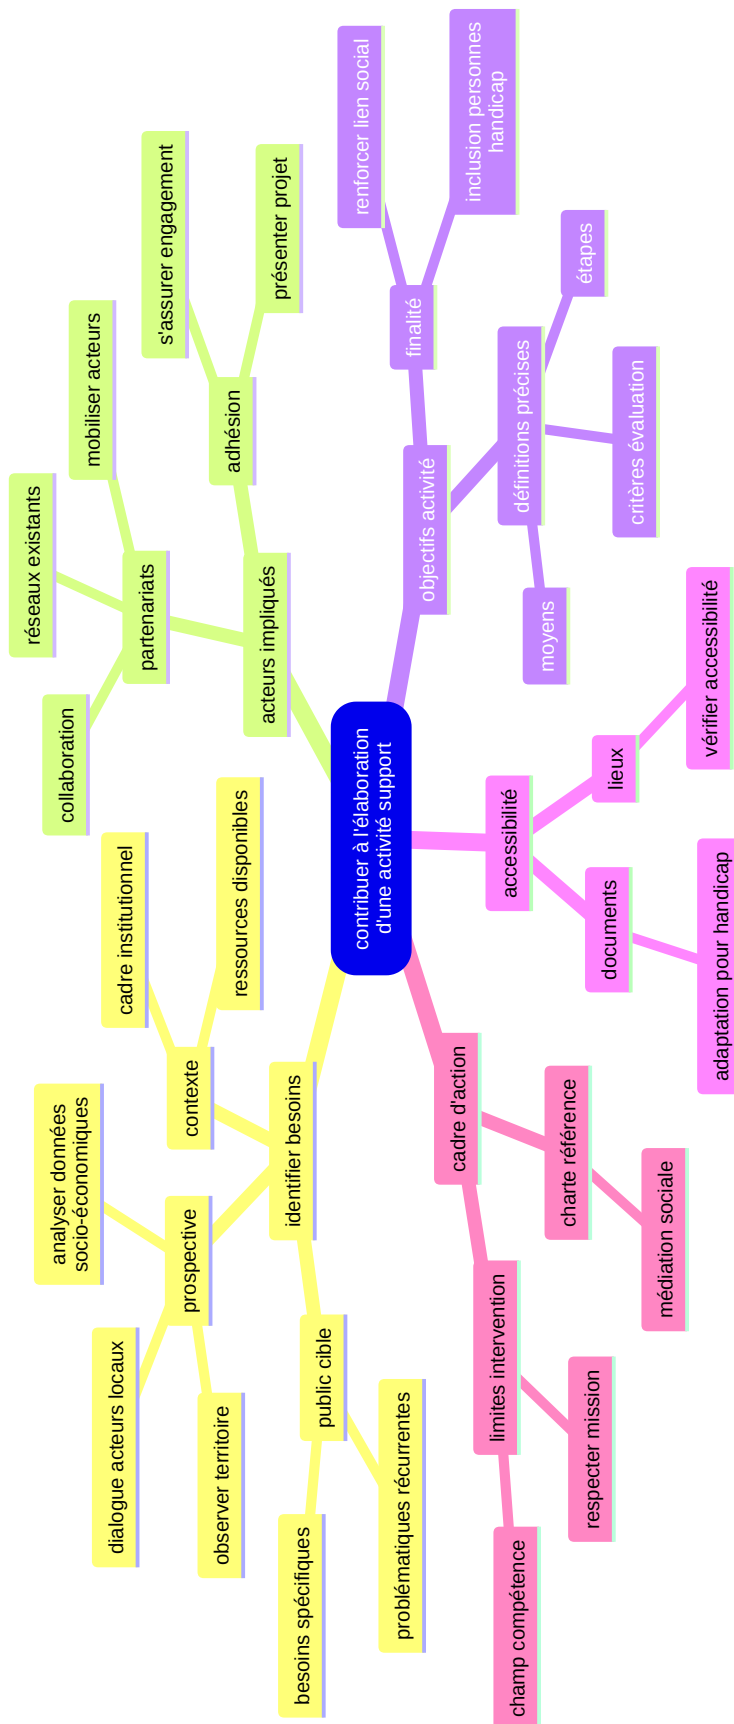 contribuer à l'élaboration
d'une activité support
identifier besoins
contexte
cadre institutionnel
ressources disponibles
prospective
analyser données
socio-économiques
dialogue acteurs locaux
observer territoire
public cible
besoins spécifiques
problématiques récurrentes
acteurs impliqués
partenariats
collaboration
réseaux existants
mobiliser acteurs
adhésion
s'assurer engagement
présenter projet
objectifs activité
finalité
renforcer lien social
inclusion personnes
handicap
définitions précises
étapes
critères évaluation
moyens
accessibilité
lieux
vérifier accessibilité
documents
adaptation pour handicap
cadre d'action
charte référence
médiation sociale
limites intervention
respecter mission
champ compétence